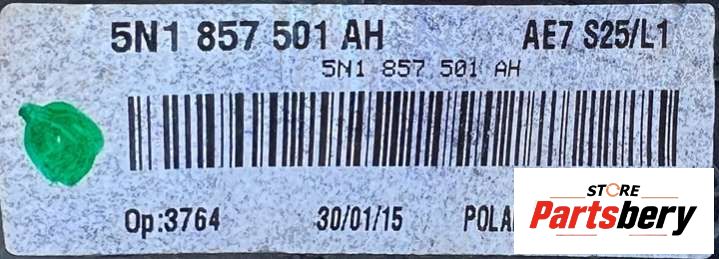 5N1 857 501 AH AE7 S25/L1
5N1 857 501 AH
Op:3764 30/01/15
STORE
Partsbery